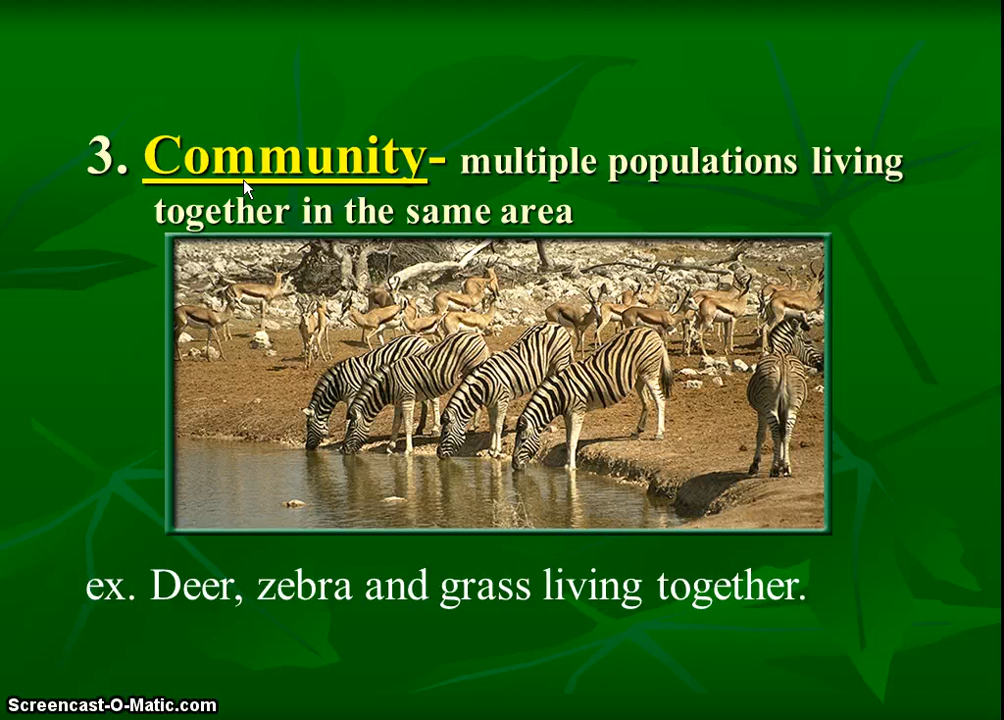 3. Community- multiple populations living
together in the same area
ex. Deer, zebra and grass living together.
Screencast-O-Matic.com